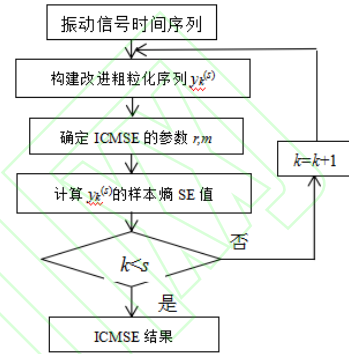 振动信号时间序列
构建改进粗粒化序列 yk(s)
确定 ICMSE 的参数 r,m
k=k+1
计算 yk(s)的样本熵 SE 值
否
k<s
是
ICMSE 结果